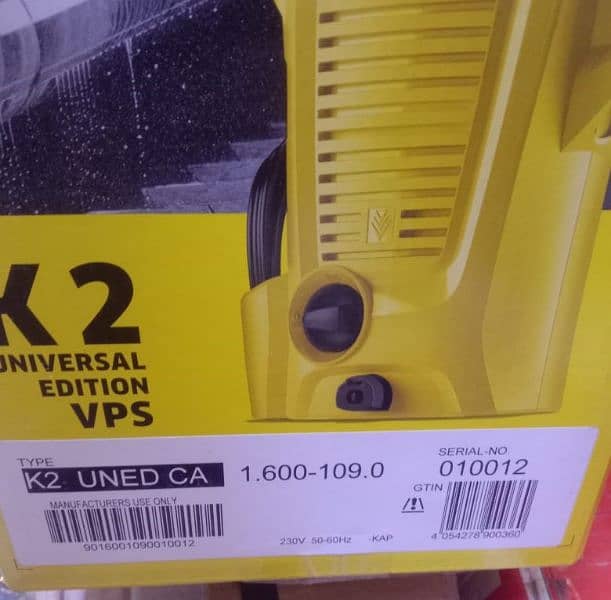 K 2
UNIVERSAL
EDITION
VPS
TYPE
K2 UNED CA
1.600-109.0
SERIAL-NO
010012
MANUFACTURERS USE ONLY
9016001090010012
230V 50-60Hz -KAP
GTIN
4 054278 900360